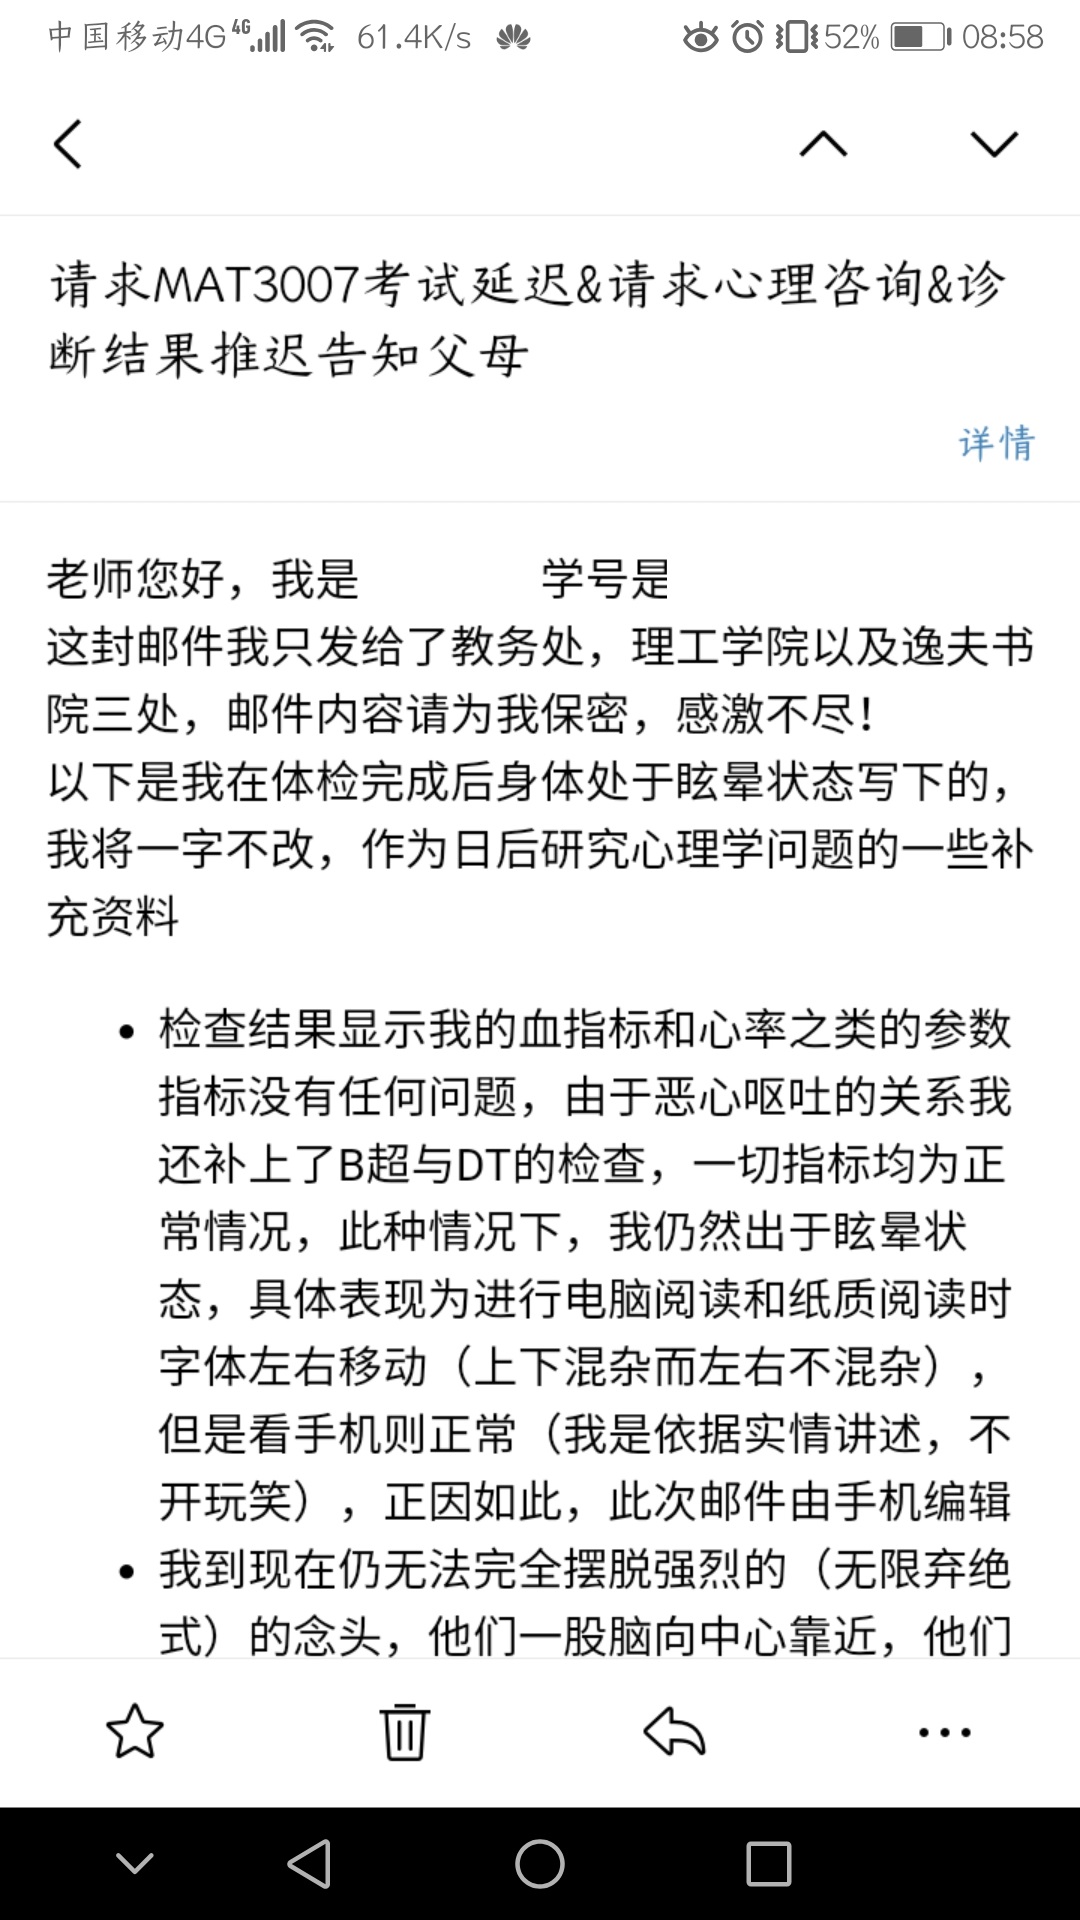 中国移动4G 4G 61.4K/s 52% 08:58
请求MAT3007考试延迟&请求心理咨询&诊
断结果推迟告知父母
详情
老师您好，我是 学号是
这封邮件我只发给了教务处，理工学院以及逸夫书
院三处，邮件内容请为我保密，感激不尽！
以下是我在体检完成后身体处于眩晕状态写下的，
我将一字不改，作为日后研究心理学问题的一些补
充资料
• 检查结果显示我的血指标和心率之类的参数
指标没有任何问题，由于恶心呕吐的关系我
还补上了B超与DT的检查，一切指标均为正
常情况，此种情况下，我仍然出于眩晕状
态，具体表现为进行电脑阅读和纸质阅读时
字体左右移动（上下混杂而左右不混杂），
但是看手机则正常（我是依据实情讲述，不
开玩笑），正因如此，此次邮件由手机编辑
• 我到现在仍无法完全摆脱强烈的（无限弃绝
式）的念头，他们一股脑向中心靠近，他们